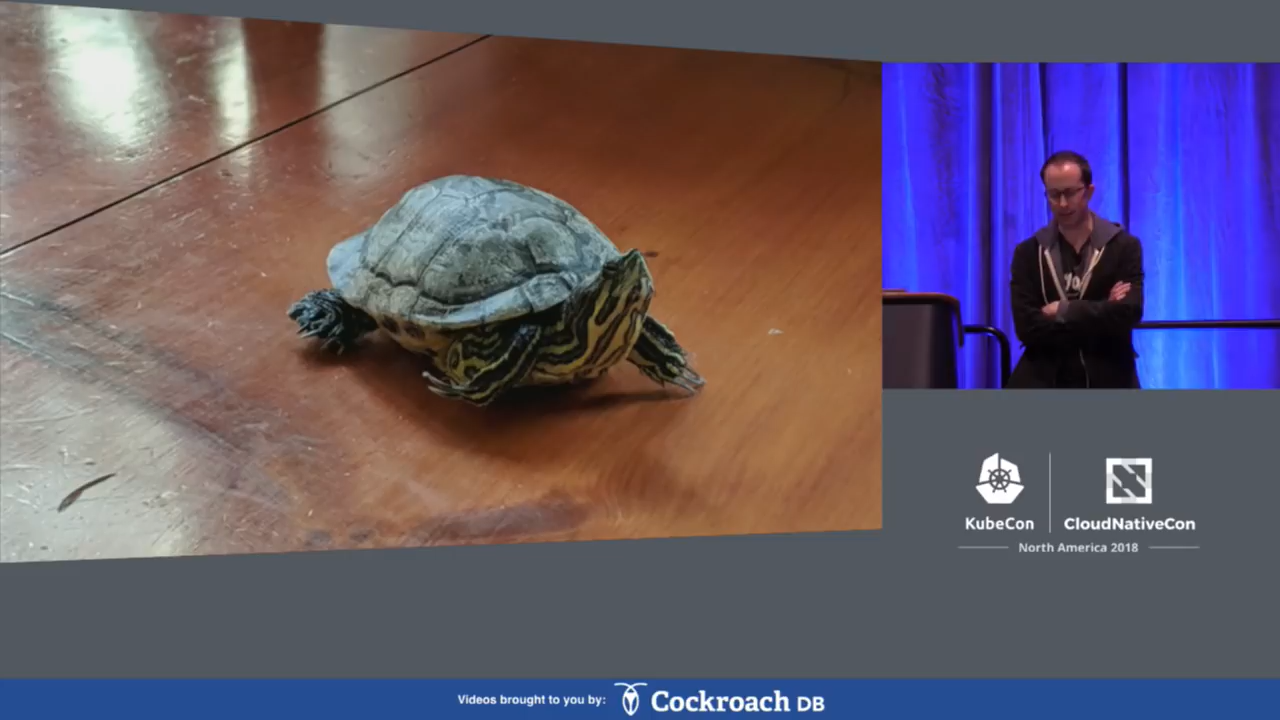 KubeCon
CloudNativeCon
North America 2018
Videos brought to you by:
Cockroach DB